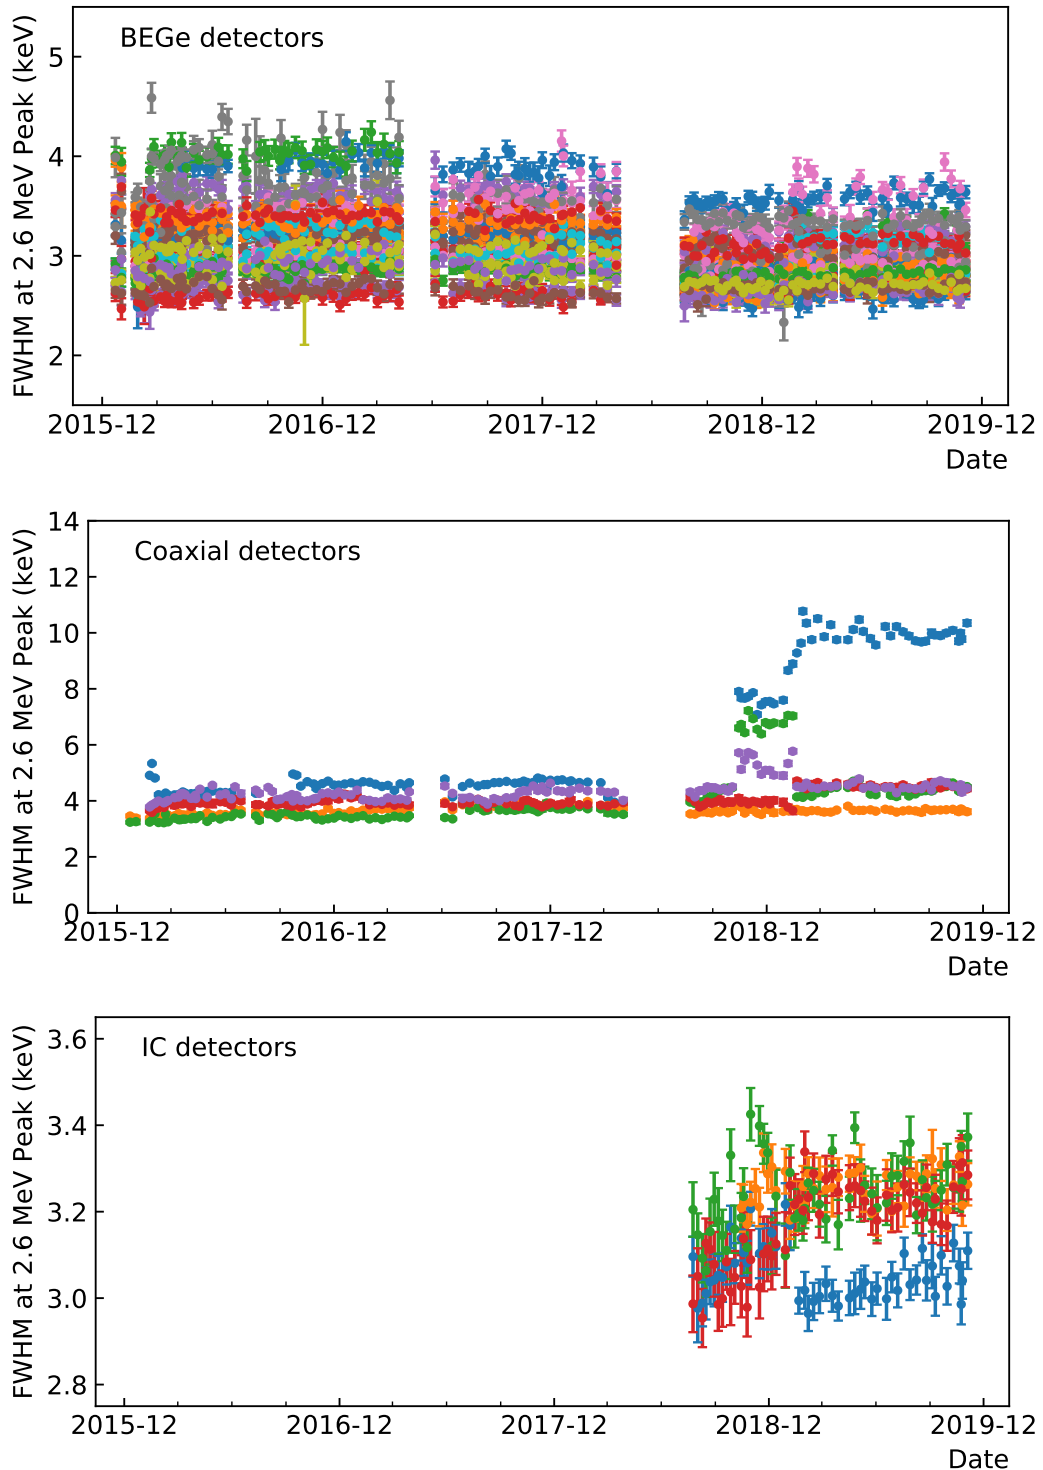 FWHM at 2.6 MeV Peak (keV)
BEGe detectors
5
4
3
2
2015-12 2016-12 2017-12 2018-12 2019-12
Date
FWHM at 2.6 MeV Peak (keV)
Coaxial detectors
14
12
10
8
6
4
2
0
2015-12 2016-12 2017-12 2018-12 2019-12
Date
FWHM at 2.6 MeV Peak (keV)
IC detectors
3.6
3.4
3.2
3.0
2.8
2015-12 2016-12 2017-12 2018-12 2019-12
Date